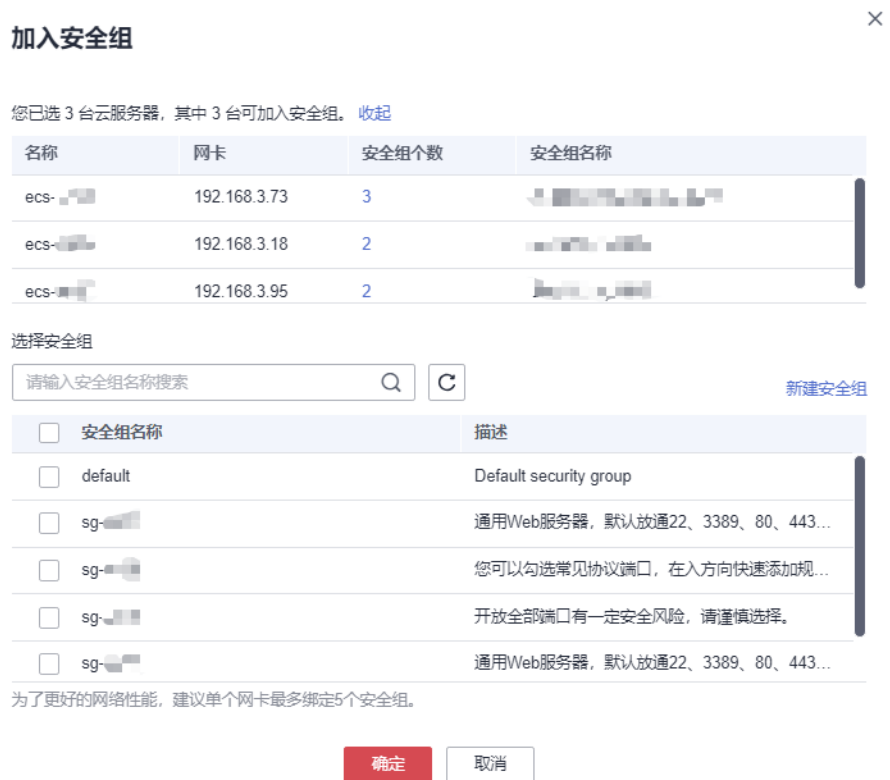 加入安全组
您已选 3 台云服务器，其中 3 台可加入安全组。 收起
名称 网卡 安全组个数 安全组名称
ecs- 192.168.3.73 3
ecs- 192.168.3.18 2
ecs- 192.168.3.95 2
选择安全组
请输入安全组名称搜索
新建安全组
安全组名称 描述
default Default security group
sg- 通用Web服务器，默认放通22、3389、80、443...
sg- 您可以勾选常见协议端口，在入方向快速添加规...
sg- 开放全部端口有一定安全风险，请谨慎选择。
sg- 通用Web服务器，默认放通22、3389、80、443...
为了更好的网络性能，建议单个网卡最多绑定5个安全组。
确定 取消